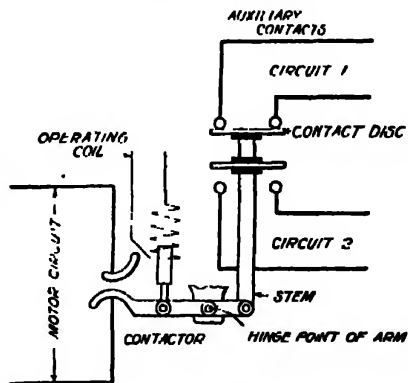 AUXILIARY
CONTACTS
CIRCUIT 1
OPERATING
COIL
CONTACT DISC
MOTOR CIRCUIT
CIRCUIT 2
STEM
CONTACTOR
HINGE POINT OF ARM